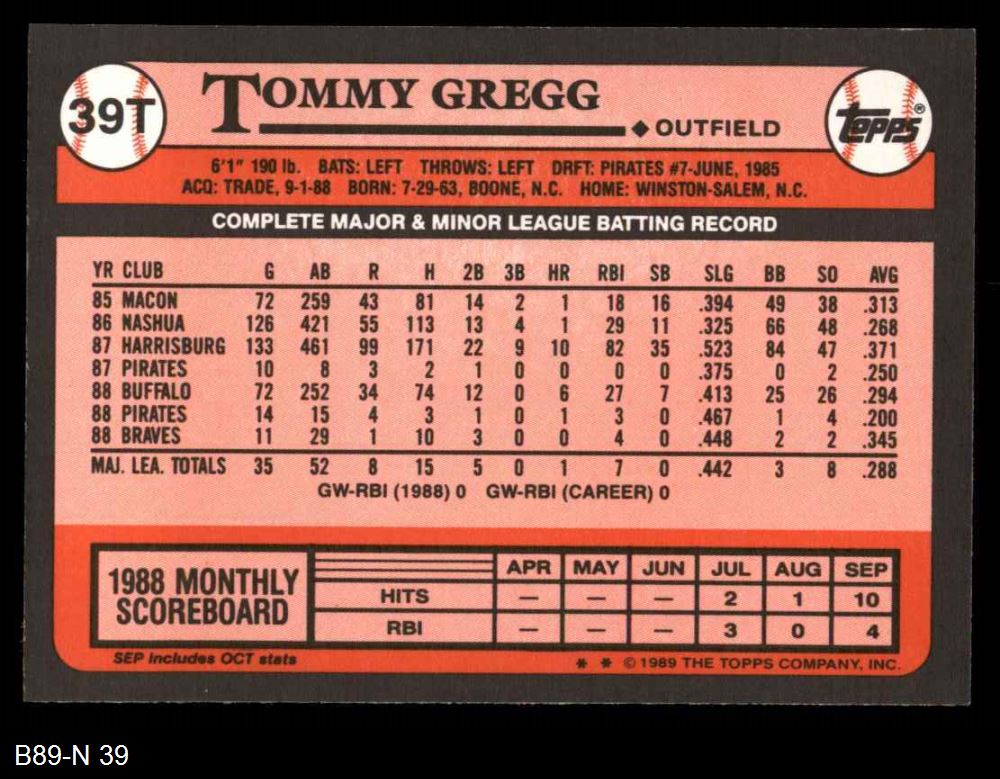 39T
TOMMY GREGG
◆ OUTFIELD
Topps®
6'1" 190 lb. BATS: LEFT THROWS: LEFT DRFT: PIRATES #7-JUNE, 1985
ACQ: TRADE, 9-1-88 BORN: 7-29-63, BOONE, N.C. HOME: WINSTON-SALEM, N.C.
COMPLETE MAJOR & MINOR LEAGUE BATTING RECORD
YR CLUB G AB R H 2B 3B HR RBI SB SLG BB SO AVG
85 MACON 72 259 43 81 14 2 1 18 16 .394 49 38 .313
86 NASHUA 126 421 55 113 13 4 1 29 11 .325 66 48 .268
87 HARRISBURG 133 461 99 171 22 9 10 82 35 .523 84 47 .371
87 PIRATES 10 8 3 2 1 0 0 0 0 .375 0 2 .250
88 BUFFALO 72 252 34 74 12 0 6 27 7 .413 25 26 .294
88 PIRATES 14 15 4 3 1 0 1 3 0 .467 1 4 .200
88 BRAVES 11 29 1 10 3 0 0 4 0 .448 2 2 .345
MAJ. LEA. TOTALS 35 52 8 15 5 0 1 7 0 .442 3 8 .288
GW-RBI (1988) 0 GW-RBI (CAREER) 0
1988 MONTHLY
SCOREBOARD
APR MAY JUN JUL AUG SEP
HITS — — — 2 1 10
RBI — — — 3 0 4
SEP includes OCT stats
* * © 1989 THE TOPPS COMPANY, INC.
B89-N 39